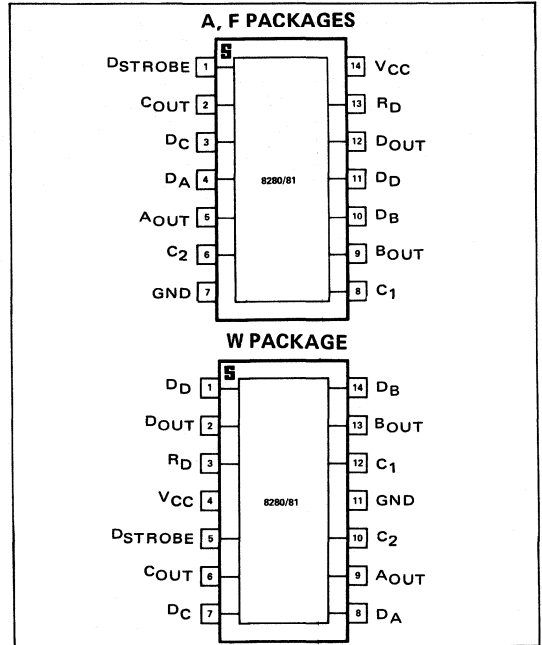 A, F PACKAGES
DSTROBE 1 14 VCC
COUT 2 13 RD
DC 3 12 DOUT
DA 4 8280/81 11 DD
AOUT 5 10 DB
C2 6 9 BOUT
GND 7 8 C1
W PACKAGE
DD 1 14 DB
DOUT 2 13 BOUT
RD 3 12 C1
VCC 4 8280/81 11 GND
DSTROBE 5 10 C2
COUT 6 9 AOUT
DC 7 8 DA